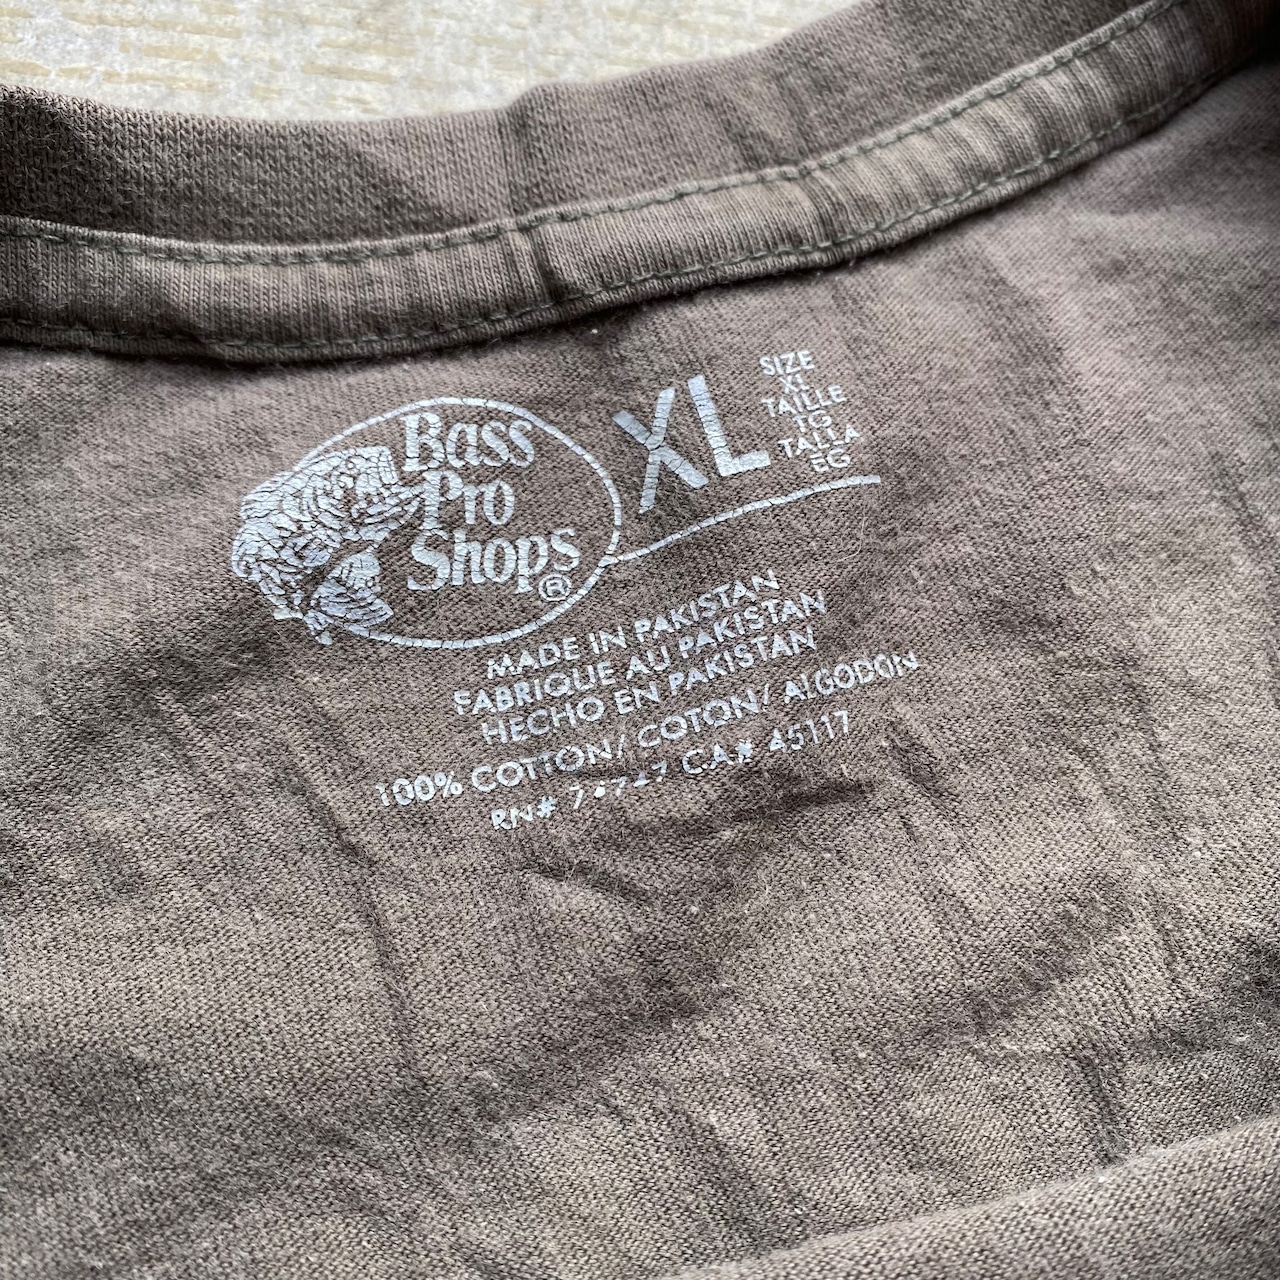 Bass
Pro
Shops®
XL
SIZE
XL
TAILLE
TG
TALLA
EG
MADE IN PAKISTAN
FABRIQUE AU PAKISTAN
HECHO EN PAKISTAN
100% COTTON/ COTON/ ALGODON
RN# CA# 45117